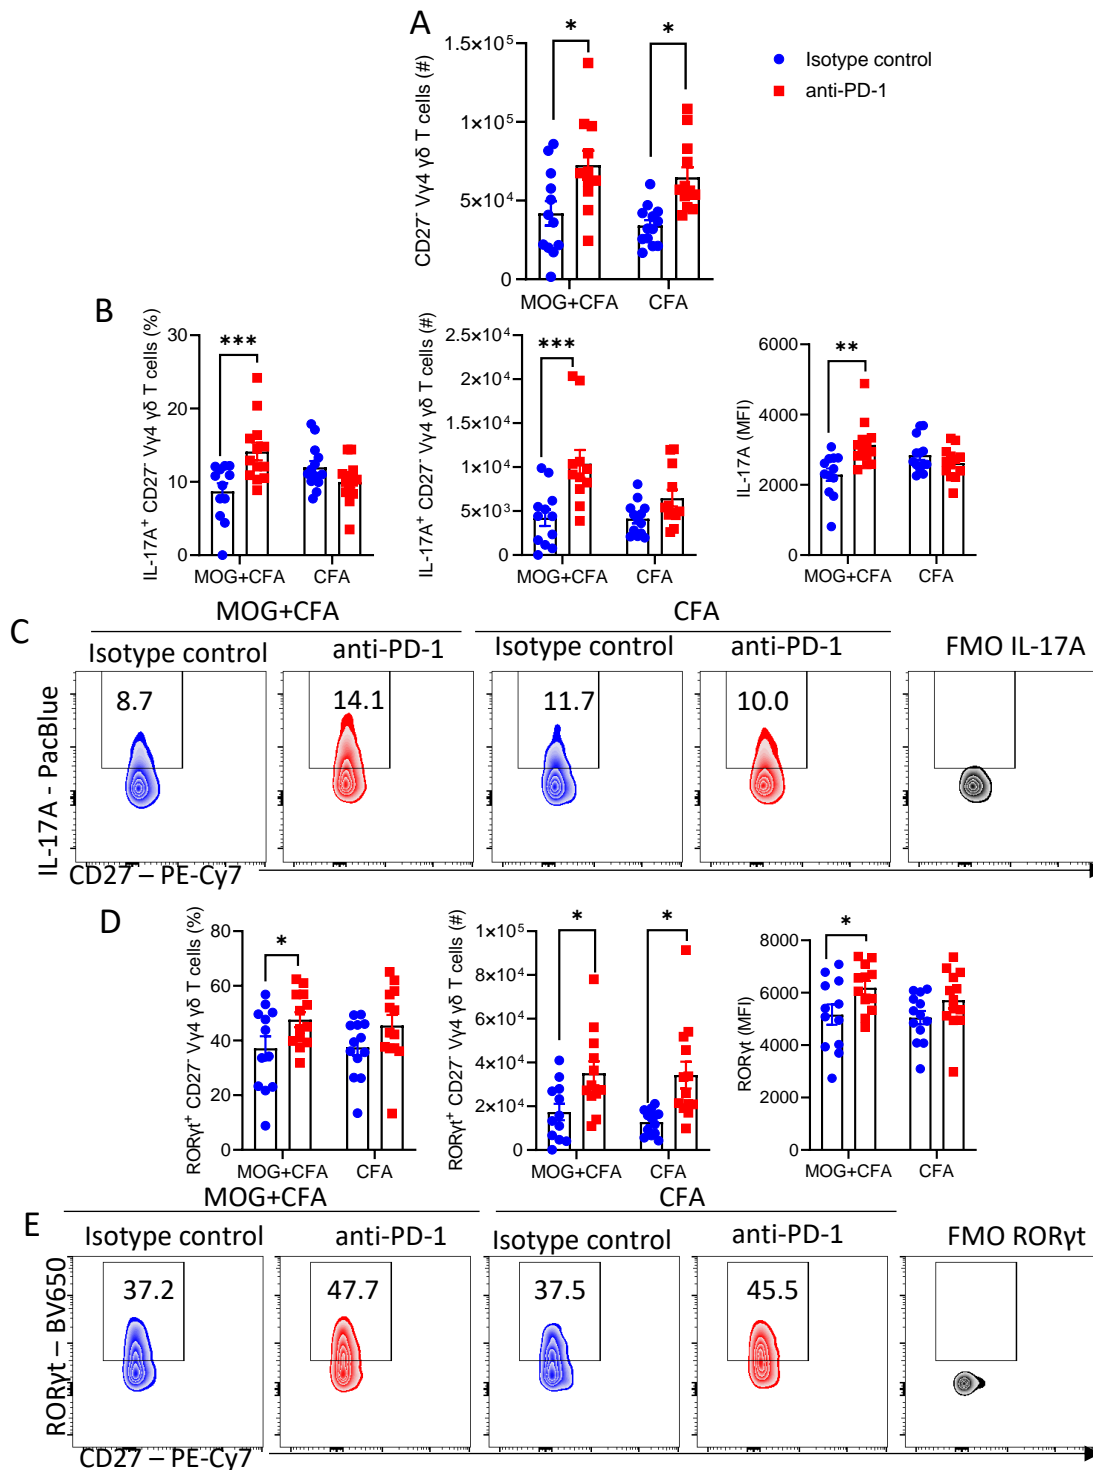 A
CD27⁻ Vγ4 γδ T cells (#)
1.5×10⁵
1×10⁵
5×10⁴
0
*
*
MOG+CFA
CFA
Isotype control
anti-PD-1
B
IL-17A⁺ CD27⁻ Vγ4 γδ T cells (%)
30
20
10
0
***
MOG+CFA
CFA
IL-17A⁺ CD27⁻ Vγ4 γδ T cells (#)
2.5×10⁴
2×10⁴
1.5×10⁴
1×10⁴
5×10³
0
***
MOG+CFA
CFA
IL-17A (MFI)
6000
4000
2000
0
**
MOG+CFA
CFA
C
MOG+CFA
CFA
Isotype control
anti-PD-1
Isotype control
anti-PD-1
FMO IL-17A
8.7
14.1
11.7
10.0
IL-17A - PacBlue
CD27 – PE-Cy7
D
RORγt⁺ CD27⁻ Vγ4 γδ T cells (%)
80
60
40
20
0
*
MOG+CFA
CFA
RORγt⁺ CD27⁻ Vγ4 γδ T cells (#)
1×10⁵
8×10⁴
6×10⁴
4×10⁴
2×10⁴
0
*
*
MOG+CFA
CFA
RORγt (MFI)
8000
6000
4000
2000
0
*
MOG+CFA
CFA
E
MOG+CFA
CFA
Isotype control
anti-PD-1
Isotype control
anti-PD-1
FMO RORγt
37.2
47.7
37.5
45.5
RORγt – BV650
CD27 – PE-Cy7